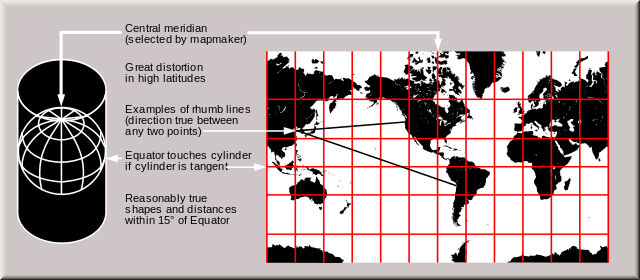 Central meridian
(selected by mapmaker)
Great distortion
in high latitudes
Examples of rhumb lines
(direction true between
any two points)
Equator touches cylinder
if cylinder is tangent
Reasonably true
shapes and distances
within 15° of Equator